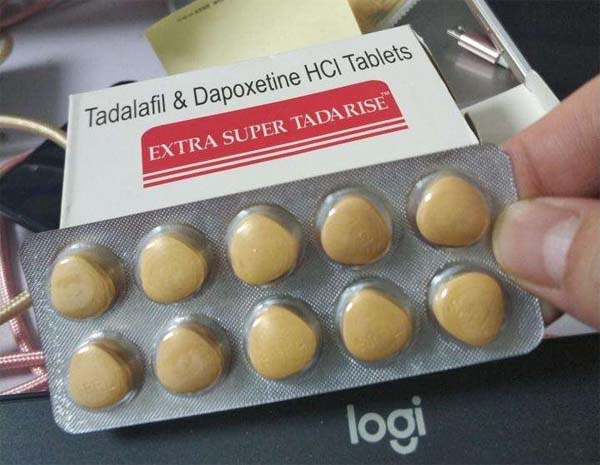 Tadalafil & Dapoxetine HCl Tablets
EXTRA SUPER TADARISE™
logi